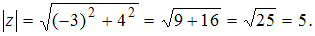 |z| = √((−3)² + 4²) = √(9 + 16) = √25 = 5.